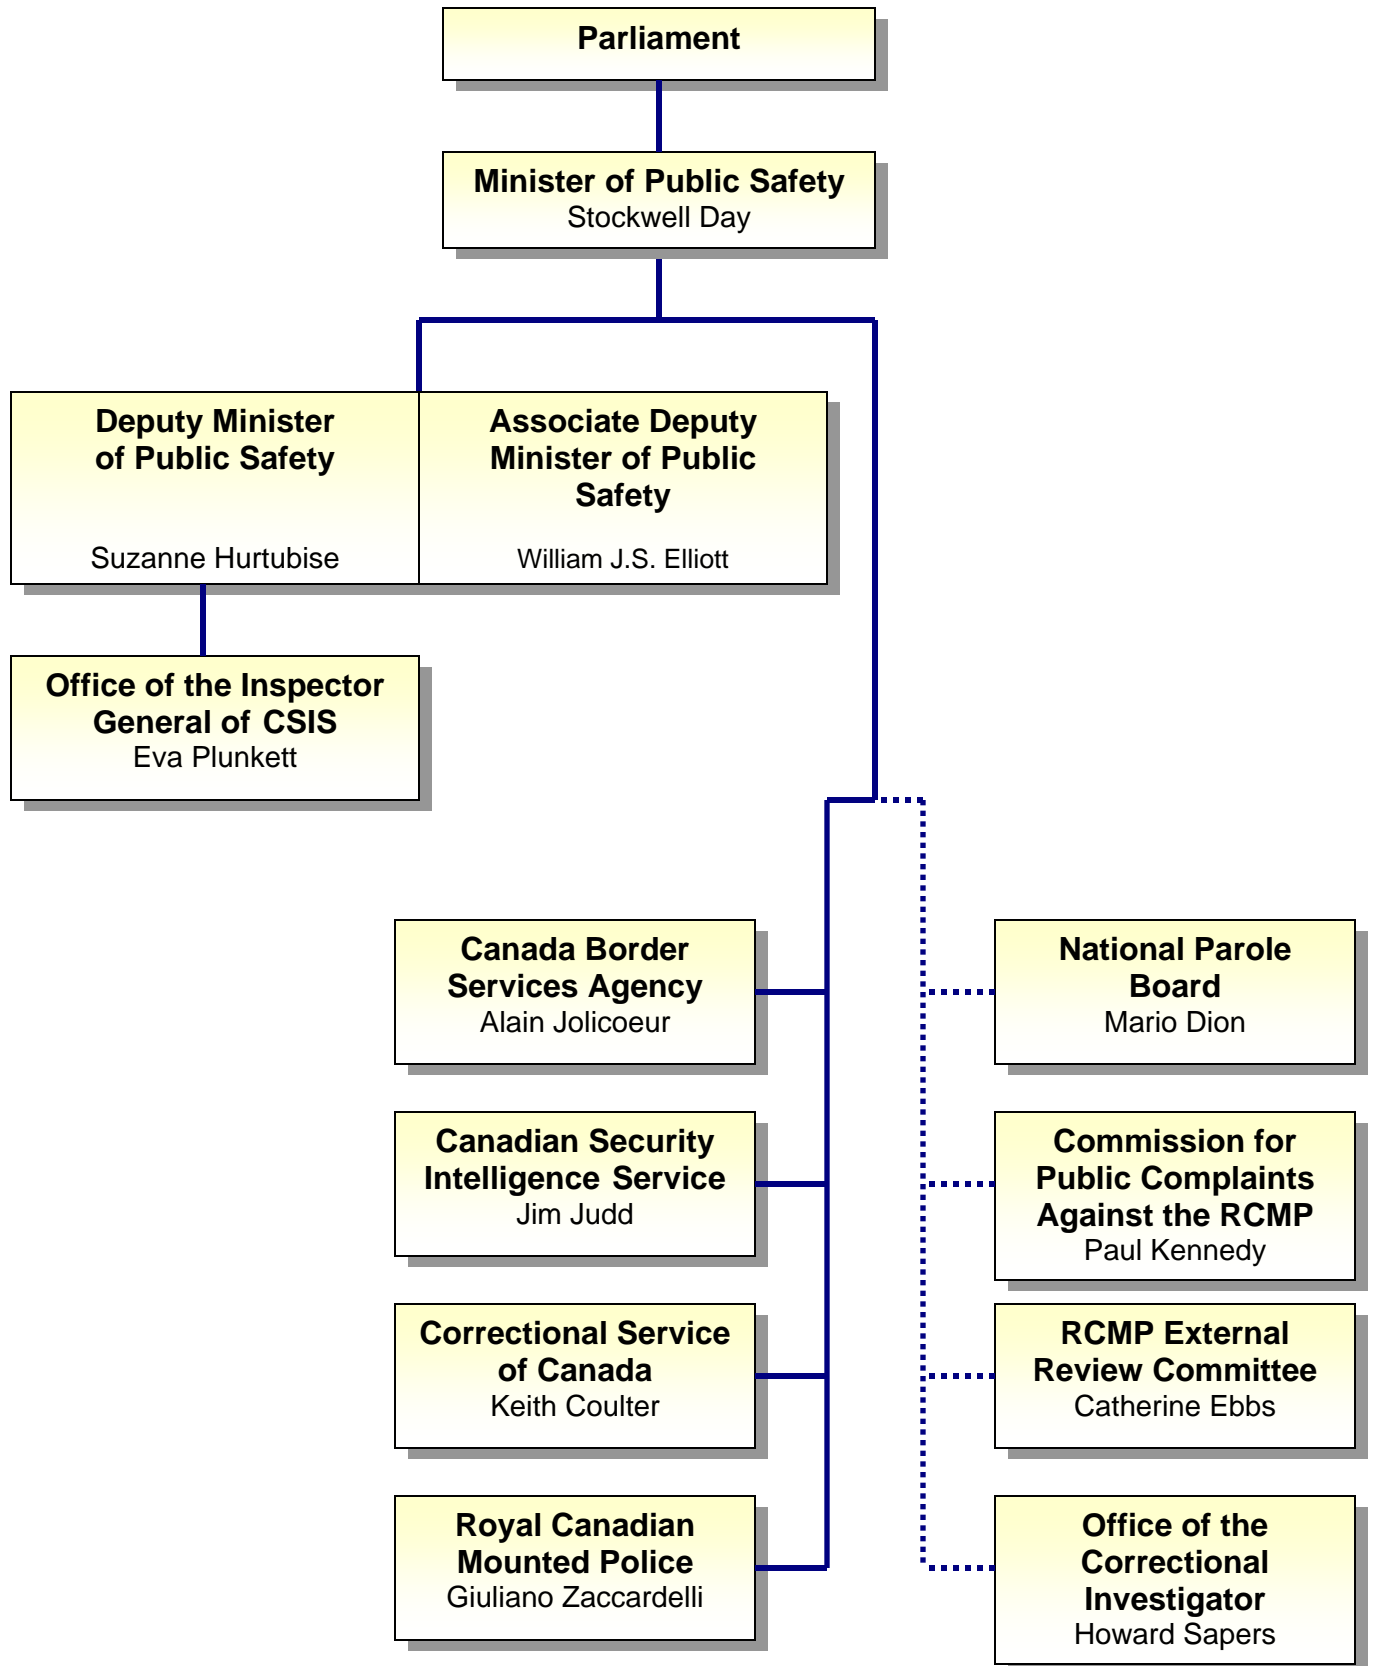 Parliament
Minister of Public Safety
Stockwell Day
Deputy Minister
of Public Safety
Suzanne Hurtubise
Associate Deputy
Minister of Public
Safety
William J.S. Elliott
Office of the Inspector
General of CSIS
Eva Plunkett
Canada Border
Services Agency
Alain Jolicoeur
Canadian Security
Intelligence Service
Jim Judd
Correctional Service
of Canada
Keith Coulter
Royal Canadian
Mounted Police
Giuliano Zaccardelli
National Parole
Board
Mario Dion
Commission for
Public Complaints
Against the RCMP
Paul Kennedy
RCMP External
Review Committee
Catherine Ebbs
Office of the
Correctional
Investigator
Howard Sapers